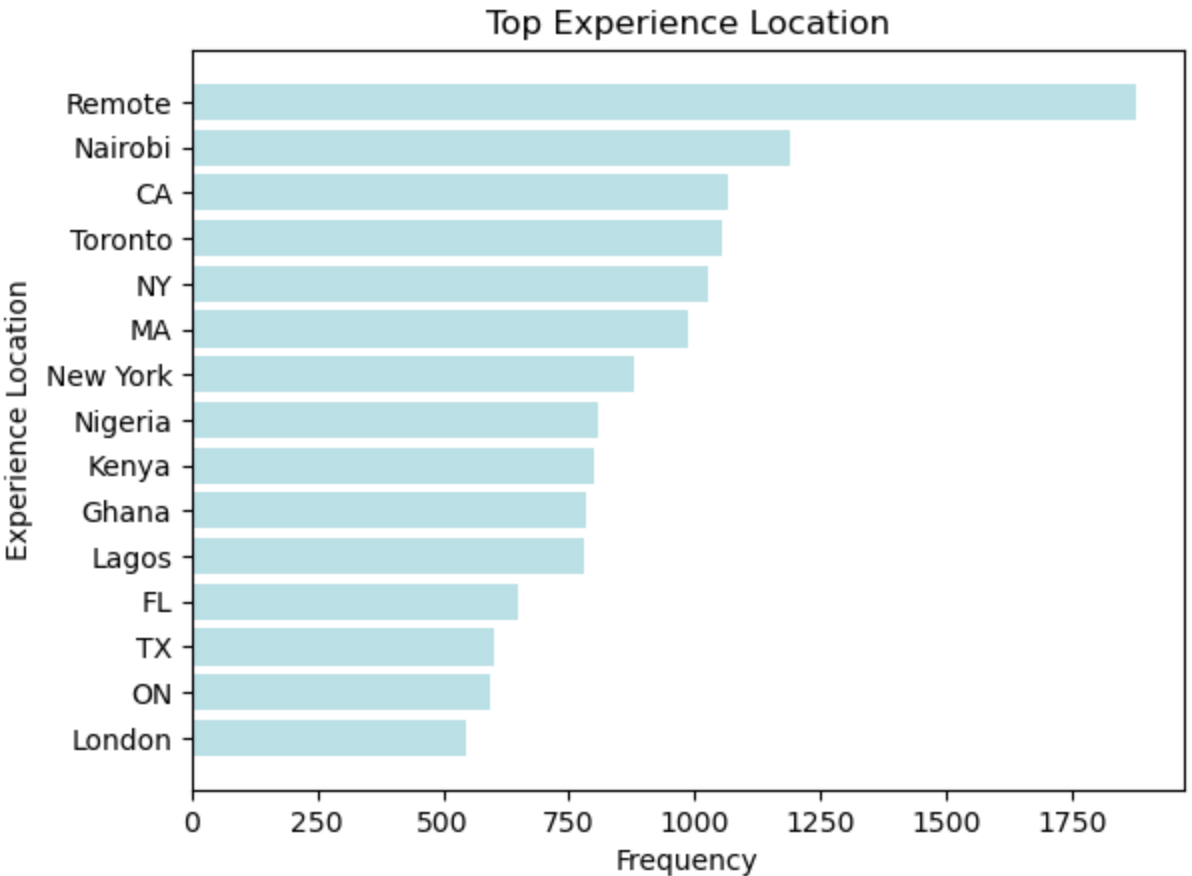 Top Experience Location
Experience Location
Remote
Nairobi
CA
Toronto
NY
MA
New York
Nigeria
Kenya
Ghana
Lagos
FL
TX
ON
London
0 250 500 750 1000 1250 1500 1750
Frequency